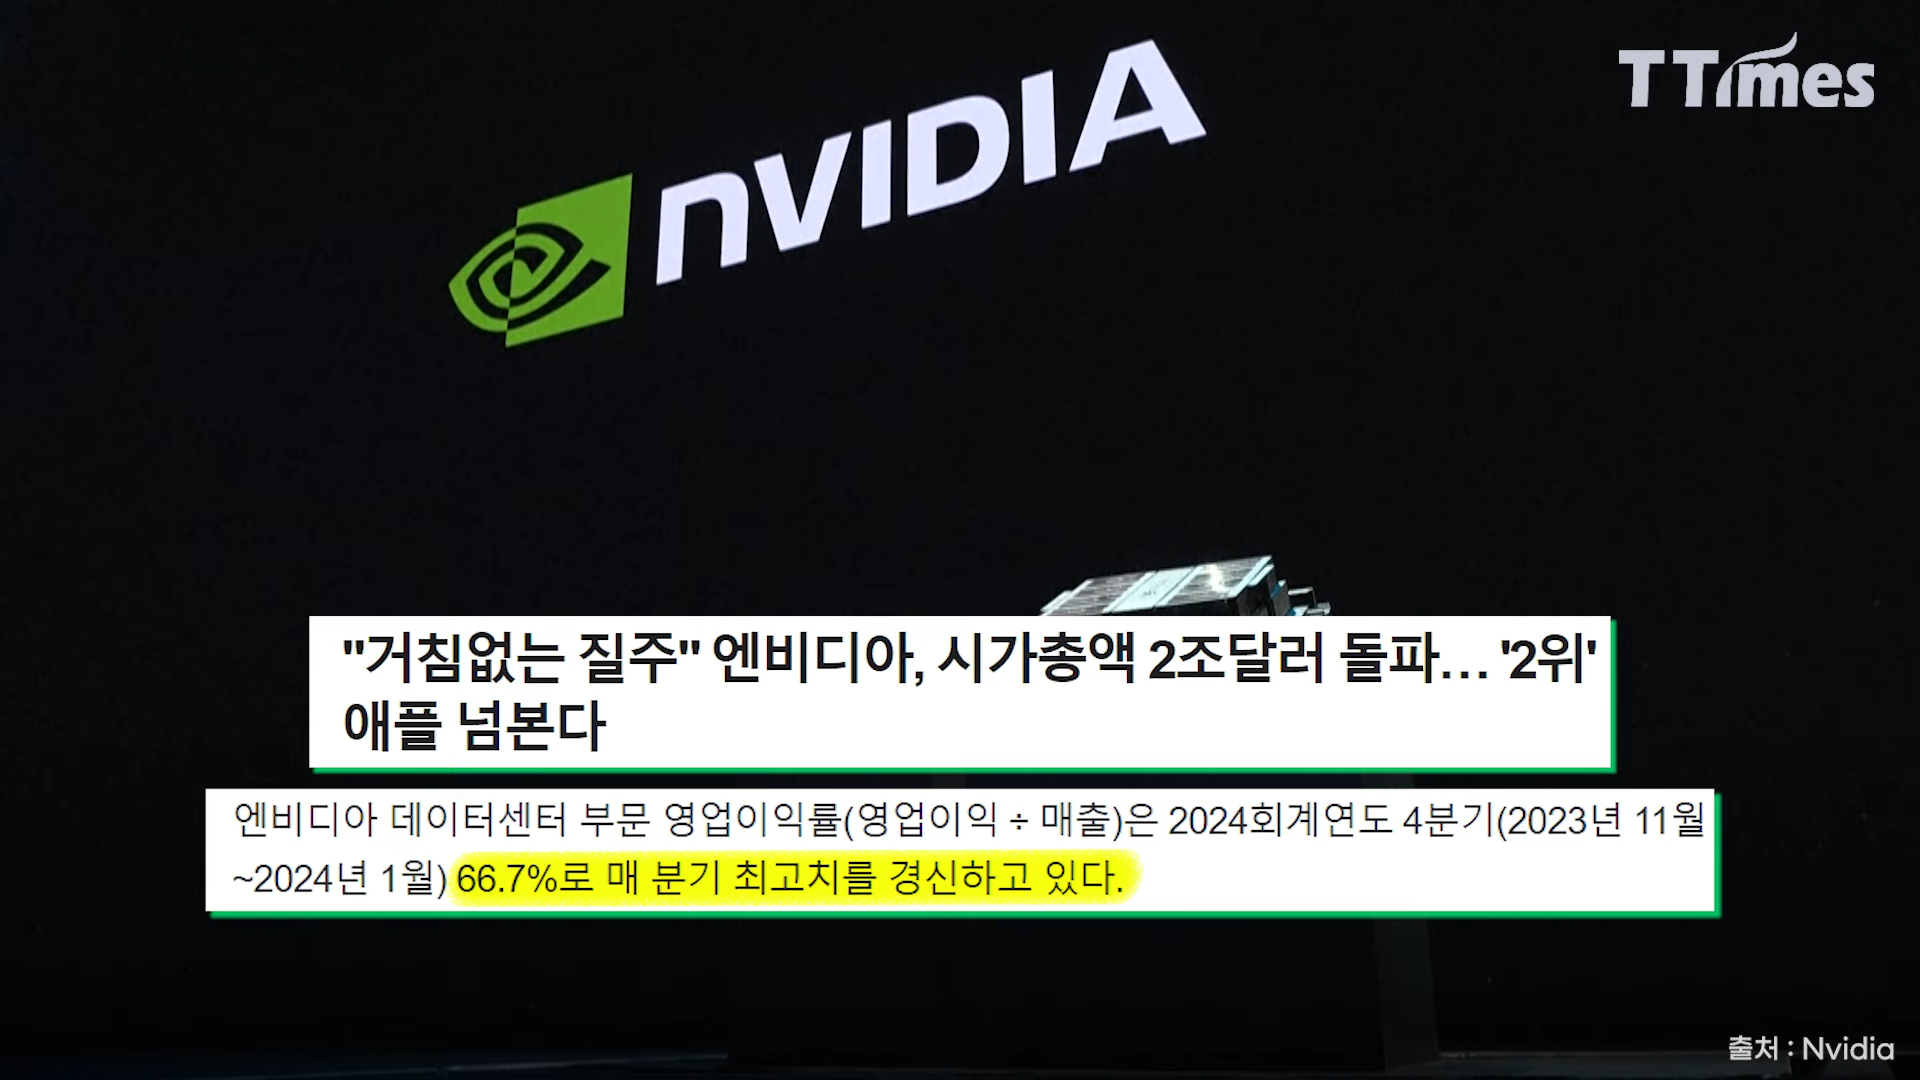 TTimes
NVIDIA
"거침없는 질주" 엔비디아, 시가총액 2조달러 돌파... '2위'
애플 넘본다
엔비디아 데이터센터 부문 영업이익률(영업이익 ÷ 매출)은 2024회계연도 4분기(2023년 11월
~2024년 1월) 66.7%로 매 분기 최고치를 경신하고 있다.
출처 : Nvidia